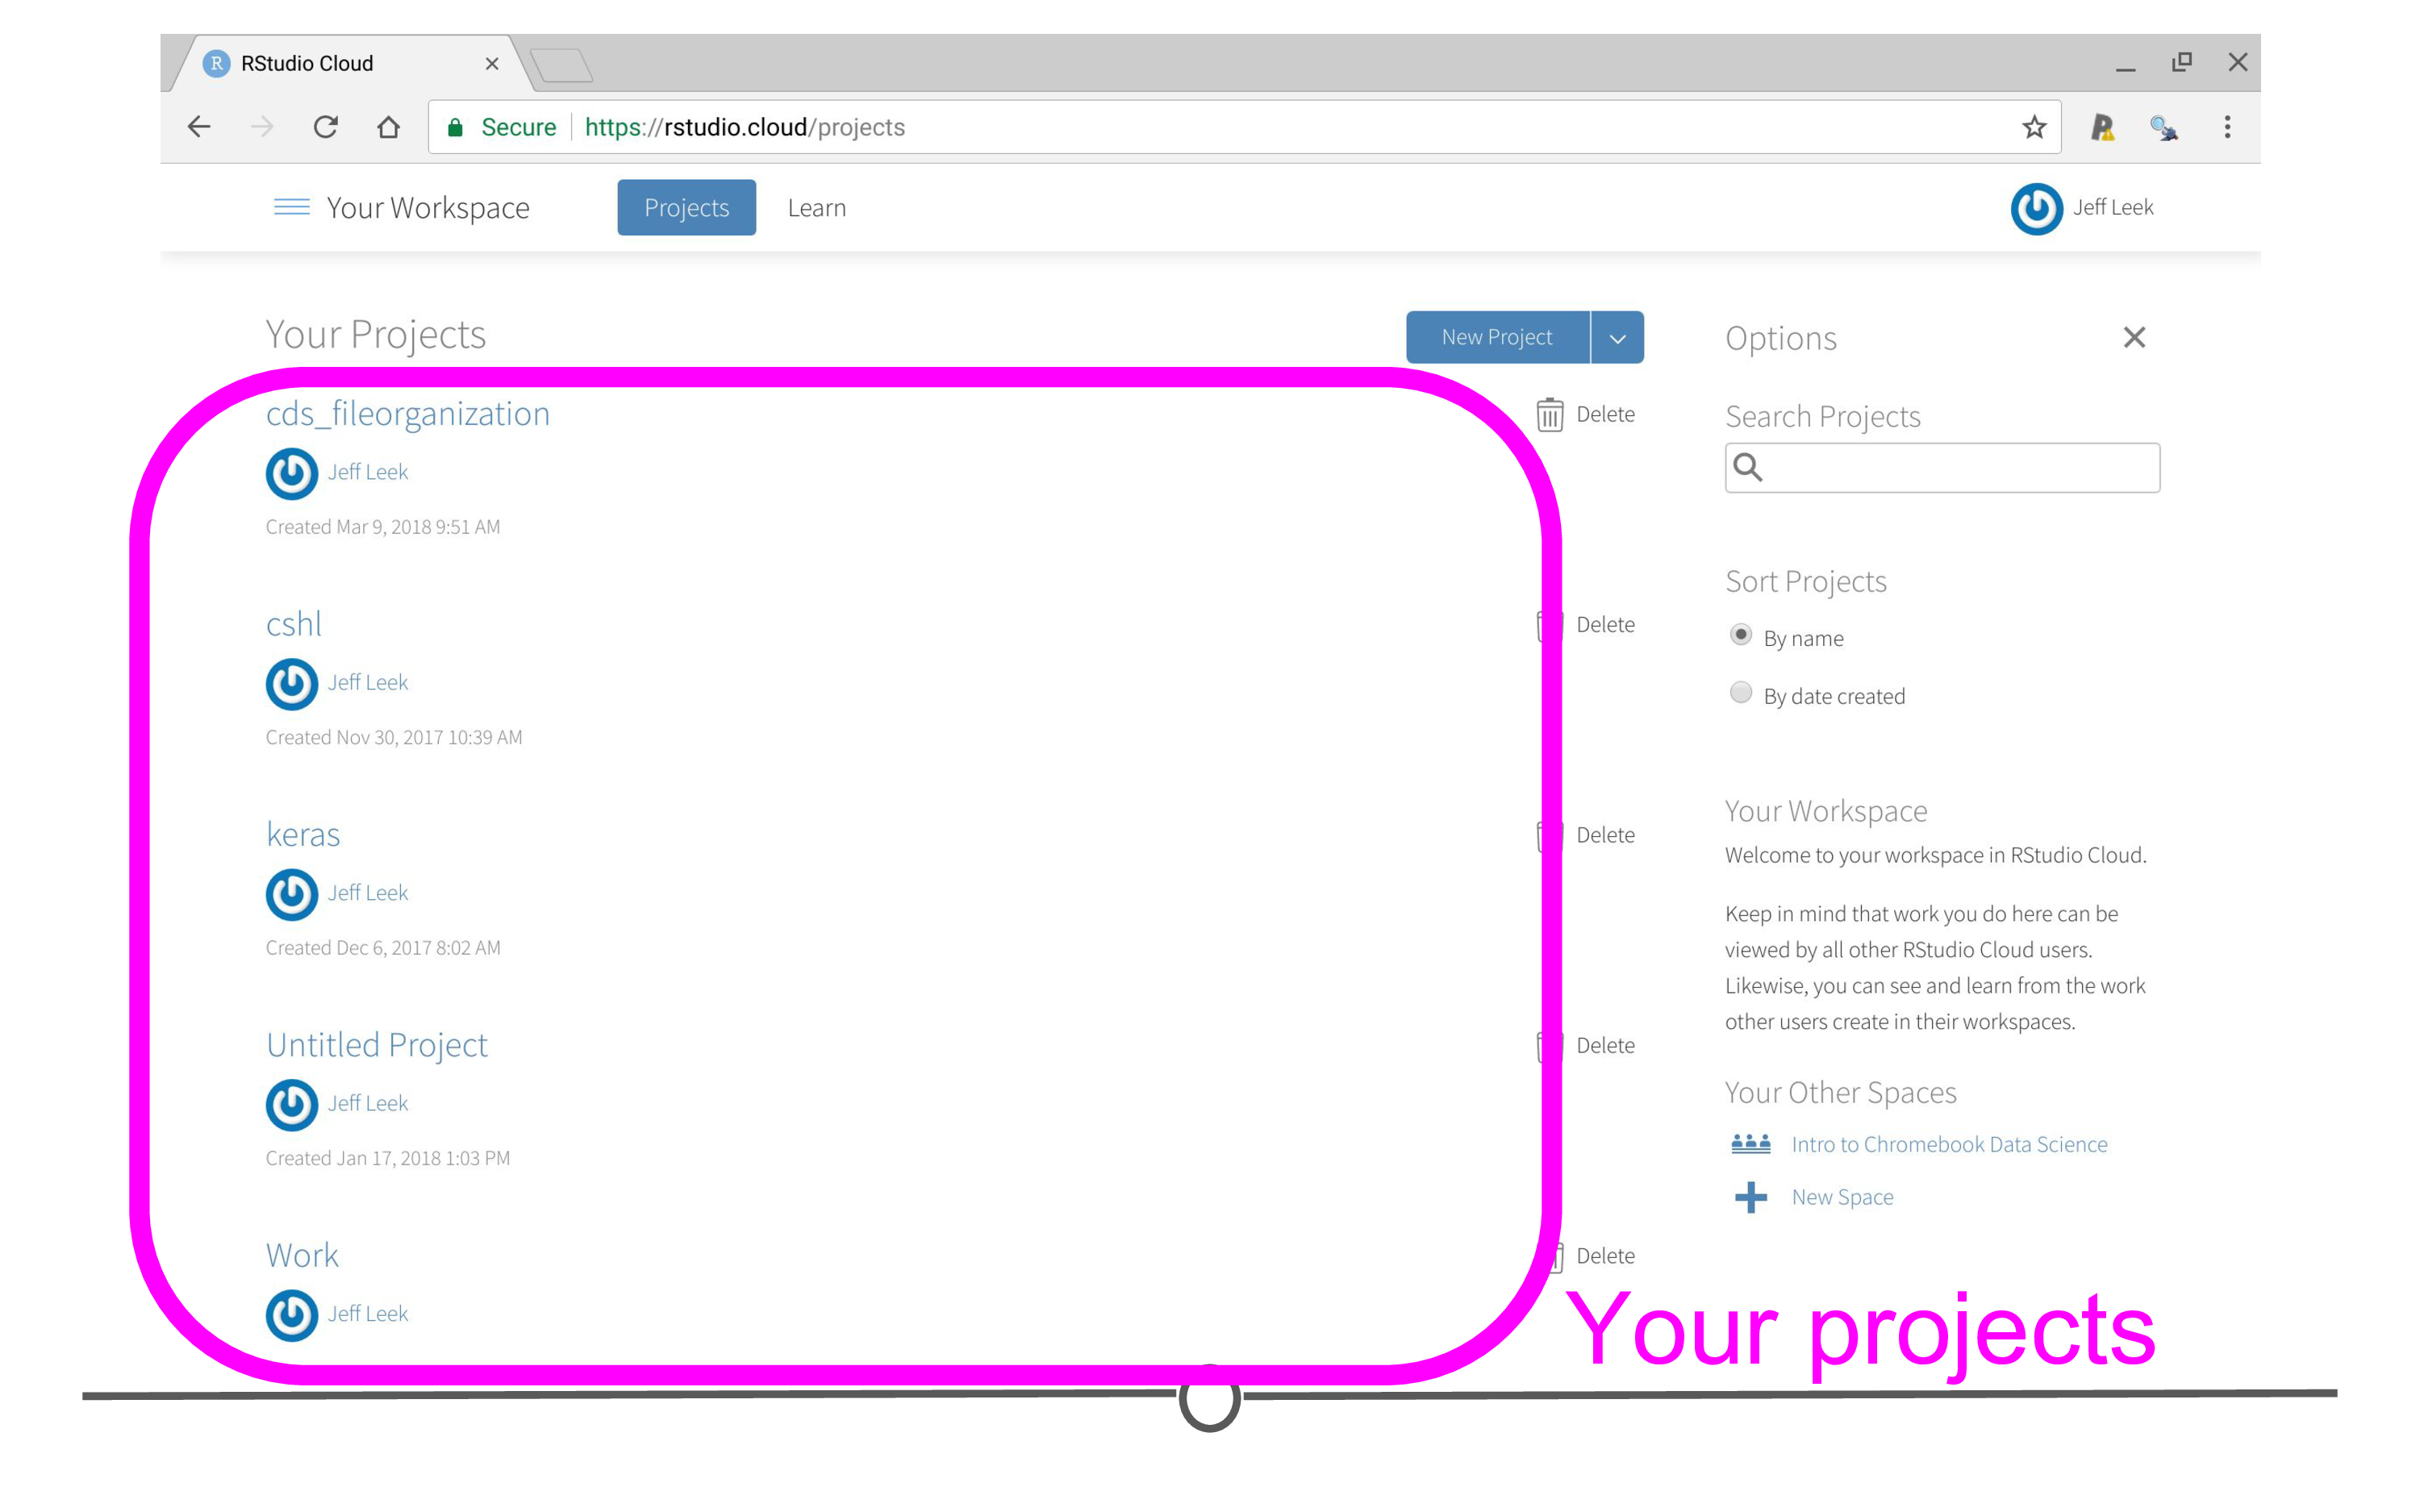 R RStudio Cloud
Secure https://rstudio.cloud/projects
Your Workspace Projects Learn Jeff Leek
Your Projects
New Project
cds_fileorganization
Delete
Jeff Leek
Created Mar 9, 2018 9:51 AM
cshl
Delete
Jeff Leek
Created Nov 30, 2017 10:39 AM
keras
Delete
Jeff Leek
Created Dec 6, 2017 8:02 AM
Untitled Project
Delete
Jeff Leek
Created Jan 17, 2018 1:03 PM
Work
Delete
Jeff Leek
Options
Search Projects
Sort Projects
By name
By date created
Your Workspace
Welcome to your workspace in RStudio Cloud.
Keep in mind that work you do here can be
viewed by all other RStudio Cloud users.
Likewise, you can see and learn from the work
other users create in their workspaces.
Your Other Spaces
Intro to Chromebook Data Science
New Space
Your projects